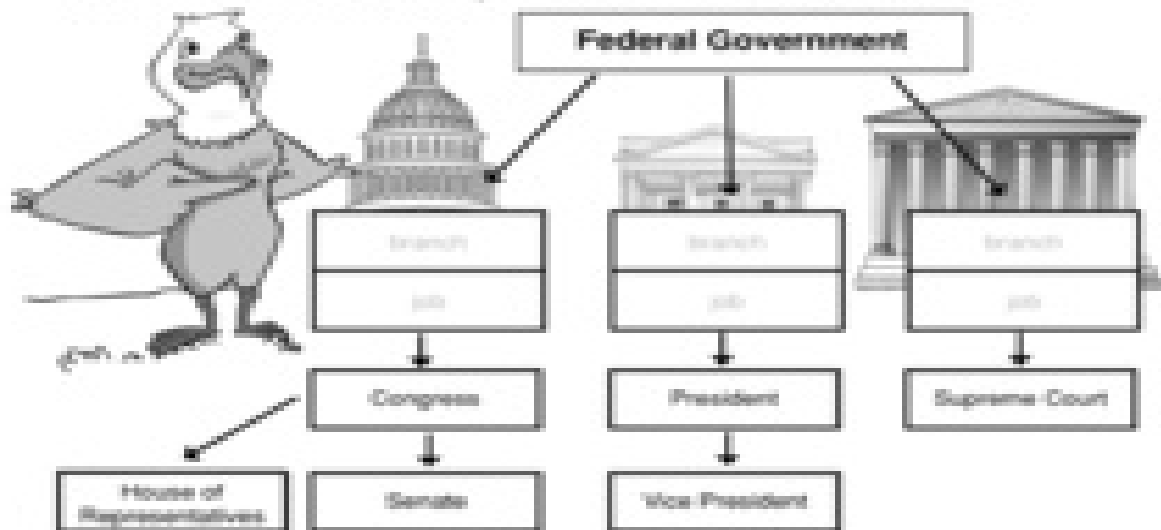 Federal Government
branch
branch
branch
job
job
job
Congress
President
Supreme Court
House of
Representatives
Senate
Vice President